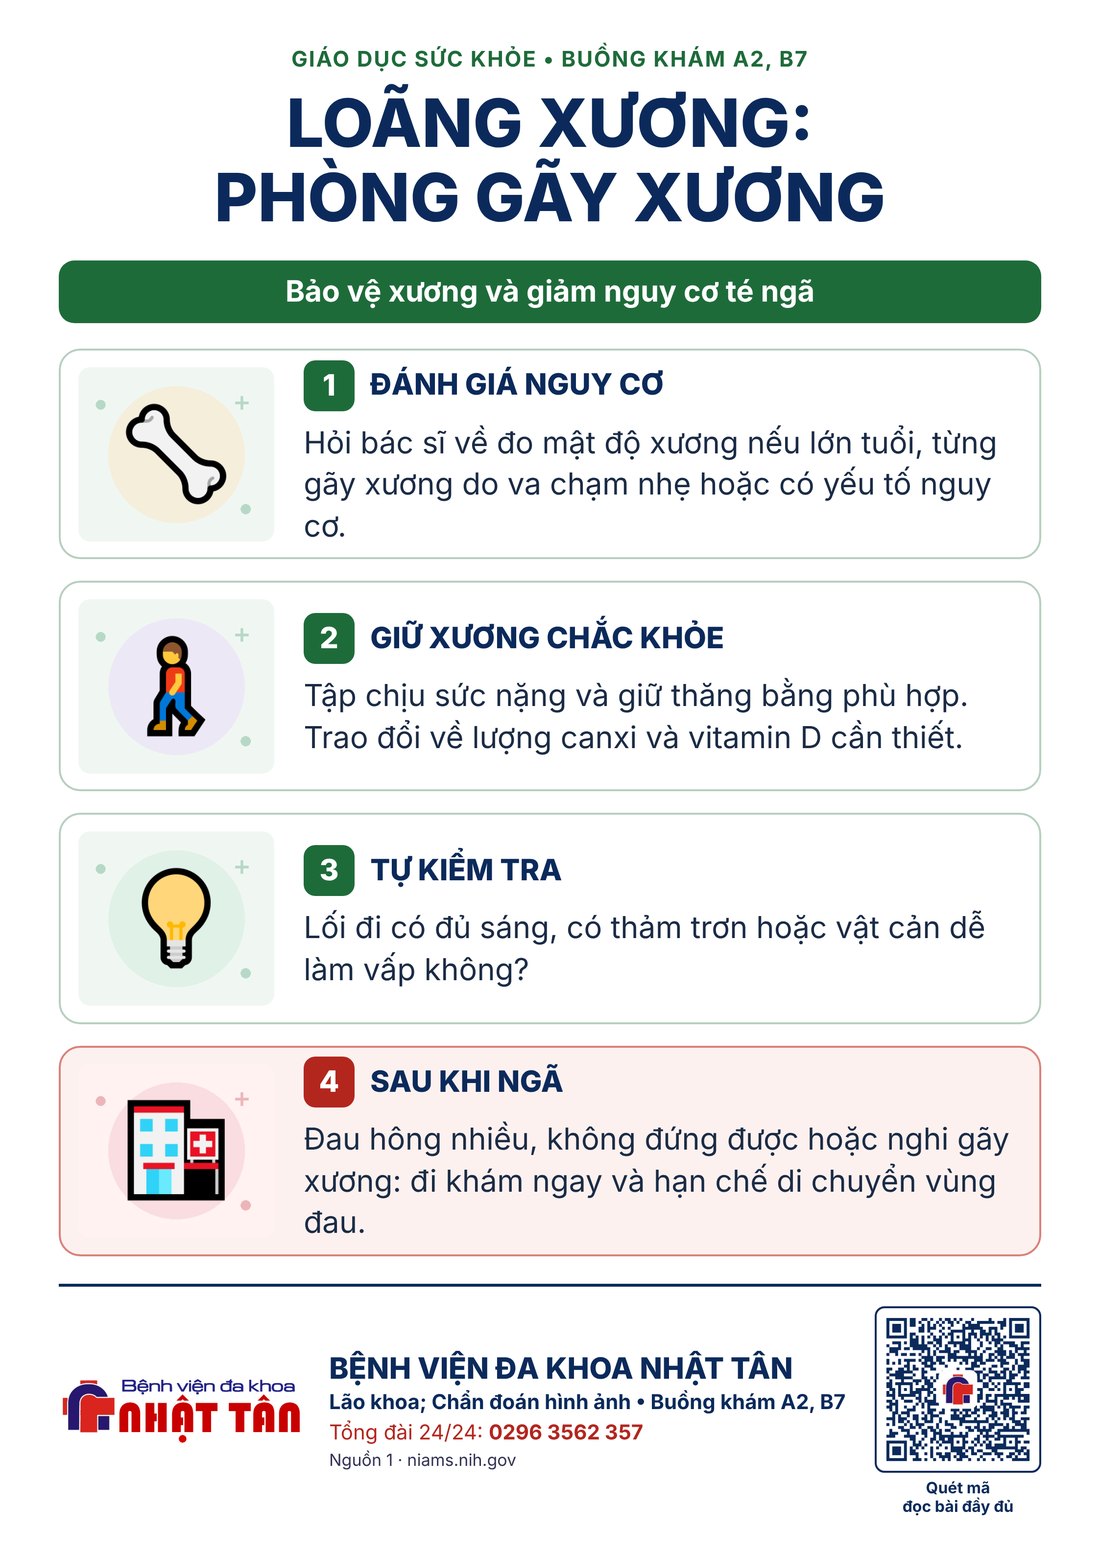 GIÁO DỤC SỨC KHỎE • BUỒNG KHÁM A2, B7
LOÃNG XƯƠNG:
PHÒNG GÃY XƯƠNG
Bảo vệ xương và giảm nguy cơ té ngã
1 ĐÁNH GIÁ NGUY CƠ
Hỏi bác sĩ về đo mật độ xương nếu lớn tuổi, từng
gãy xương do va chạm nhẹ hoặc có yếu tố nguy
cơ.
2 GIỮ XƯƠNG CHẮC KHỎE
Tập chịu sức nặng và giữ thăng bằng phù hợp.
Trao đổi về lượng canxi và vitamin D cần thiết.
3 TỰ KIỂM TRA
Lối đi có đủ sáng, có thảm trơn hoặc vật cản dễ
làm vấp không?
4 SAU KHI NGÃ
Đau hông nhiều, không đứng được hoặc nghi gãy
xương: đi khám ngay và hạn chế di chuyển vùng
đau.
Bệnh viện đa khoa
NHẬT TÂN
BỆNH VIỆN ĐA KHOA NHẬT TÂN
Lão khoa; Chẩn đoán hình ảnh • Buồng khám A2, B7
Tổng đài 24/24: 0296 3562 357
Nguồn 1 · niams.nih.gov
Quét mã
đọc bài đầy đủ